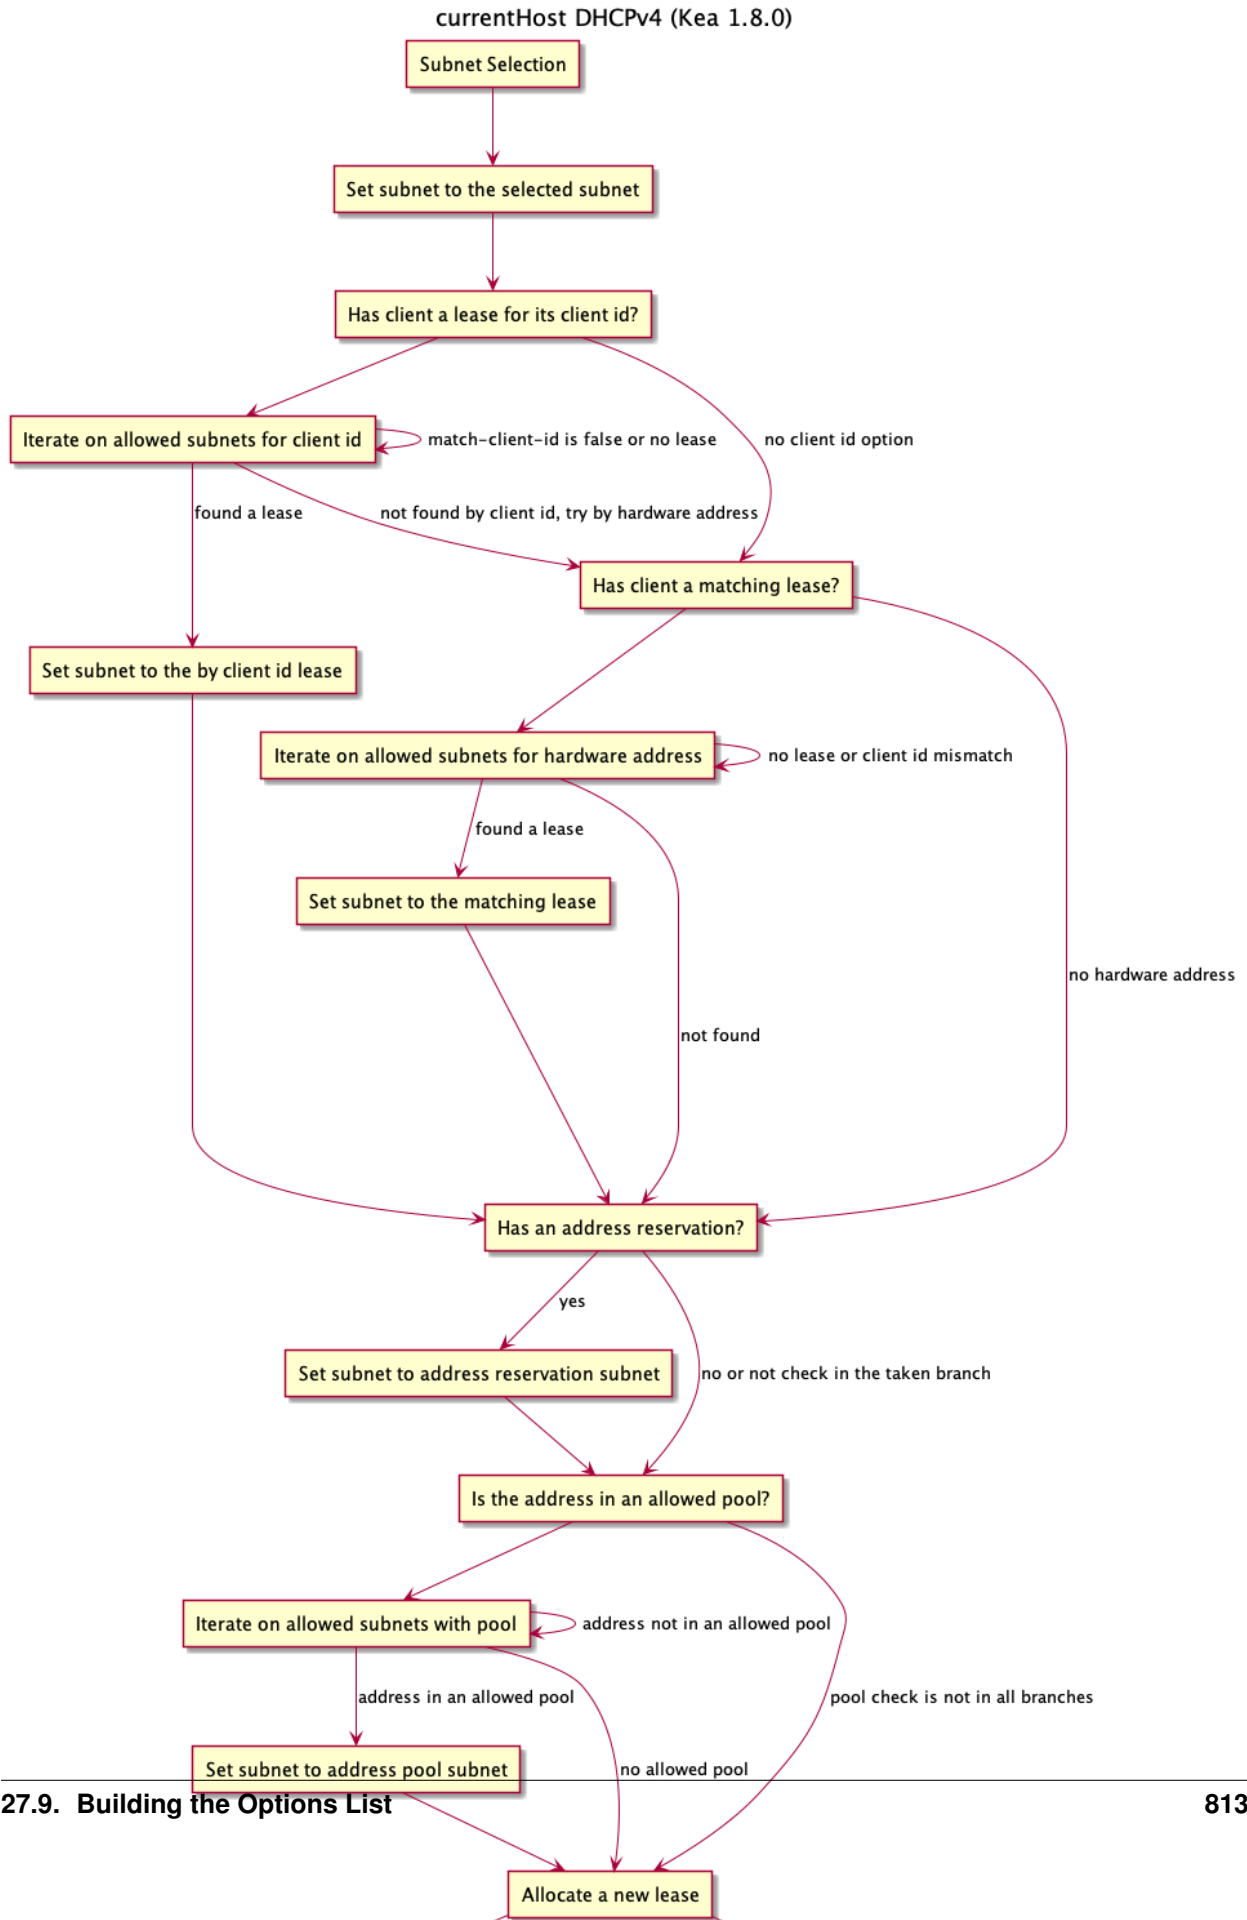 currentHost DHCPv4 (Kea 1.8.0)
Subnet Selection
Set subnet to the selected subnet
Has client a lease for its client id?
Iterate on allowed subnets for client id
match-client-id is false or no lease
no client id option
found a lease
not found by client id, try by hardware address
Has client a matching lease?
Set subnet to the by client id lease
Iterate on allowed subnets for hardware address
no lease or client id mismatch
found a lease
Set subnet to the matching lease
no hardware address
not found
Has an address reservation?
yes
Set subnet to address reservation subnet
no or not check in the taken branch
Is the address in an allowed pool?
Iterate on allowed subnets with pool
address not in an allowed pool
address in an allowed pool
pool check is not in all branches
Set subnet to address pool subnet
no allowed pool
27.9. Building the Options List
813
Allocate a new lease